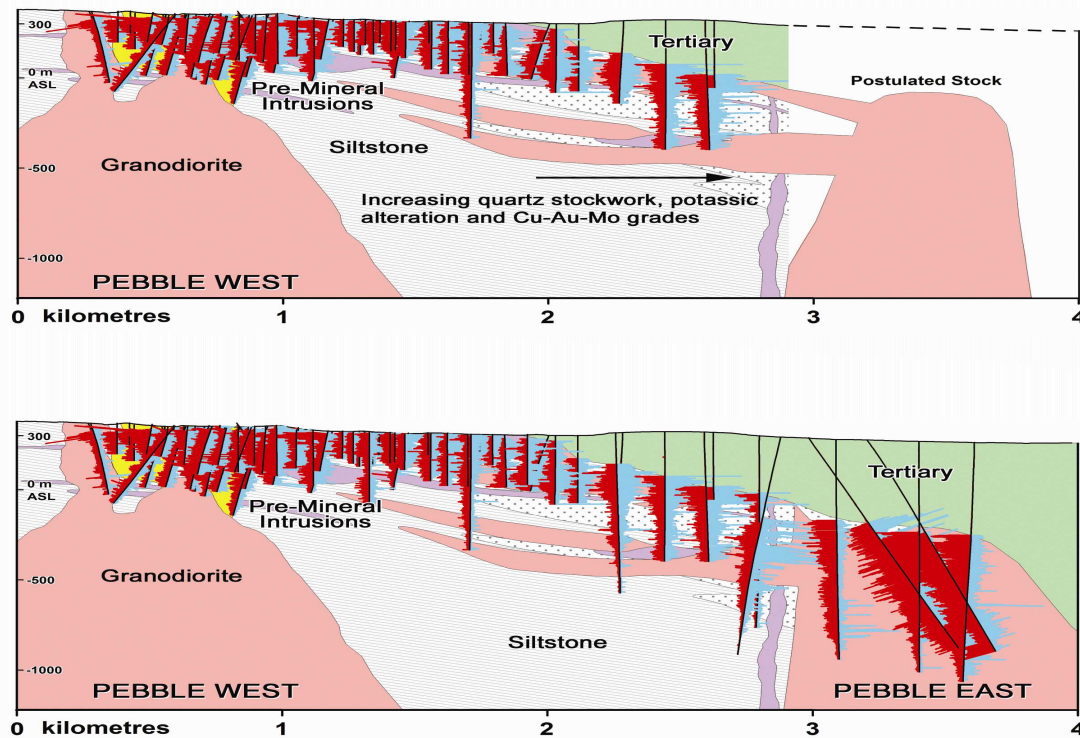 300
Tertiary
0 m
ASL
Postulated Stock
Pre-Mineral
Intrusions
Siltstone
Granodiorite
-500
Increasing quartz stockwork, potassic
alteration and Cu-Au-Mo grades
-1000
PEBBLE WEST
0 kilometres 1 2 3 4
300
Tertiary
0 m
ASL
Pre-Mineral
Intrusions
Granodiorite
-500
Siltstone
-1000
PEBBLE WEST PEBBLE EAST
0 kilometres 1 2 3 4